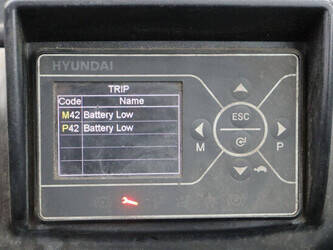 HYUNDAI
TRIP
Code Name
M42 Battery Low
P42 Battery Low
ESC
M P